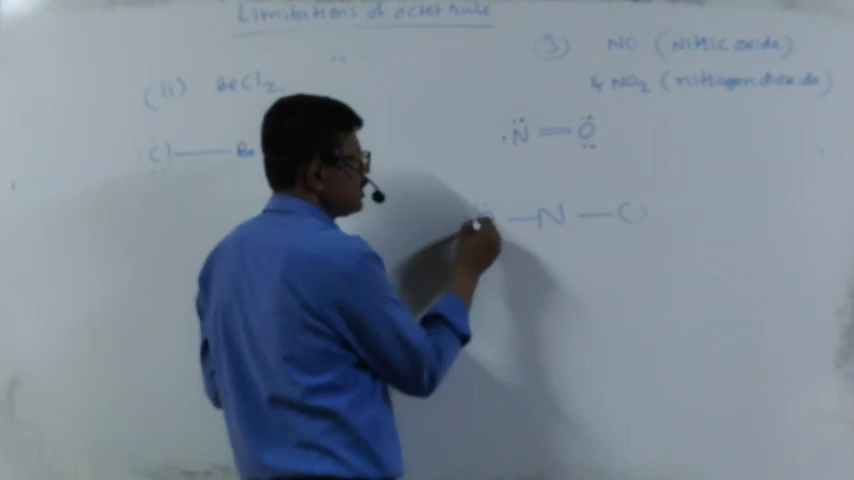 Limitations of octet rule
(ii) BeCl2
Cl — Be
3) NO (Nitric oxide)
& NO2 (nitrogen dioxide)
N = O
— N — O